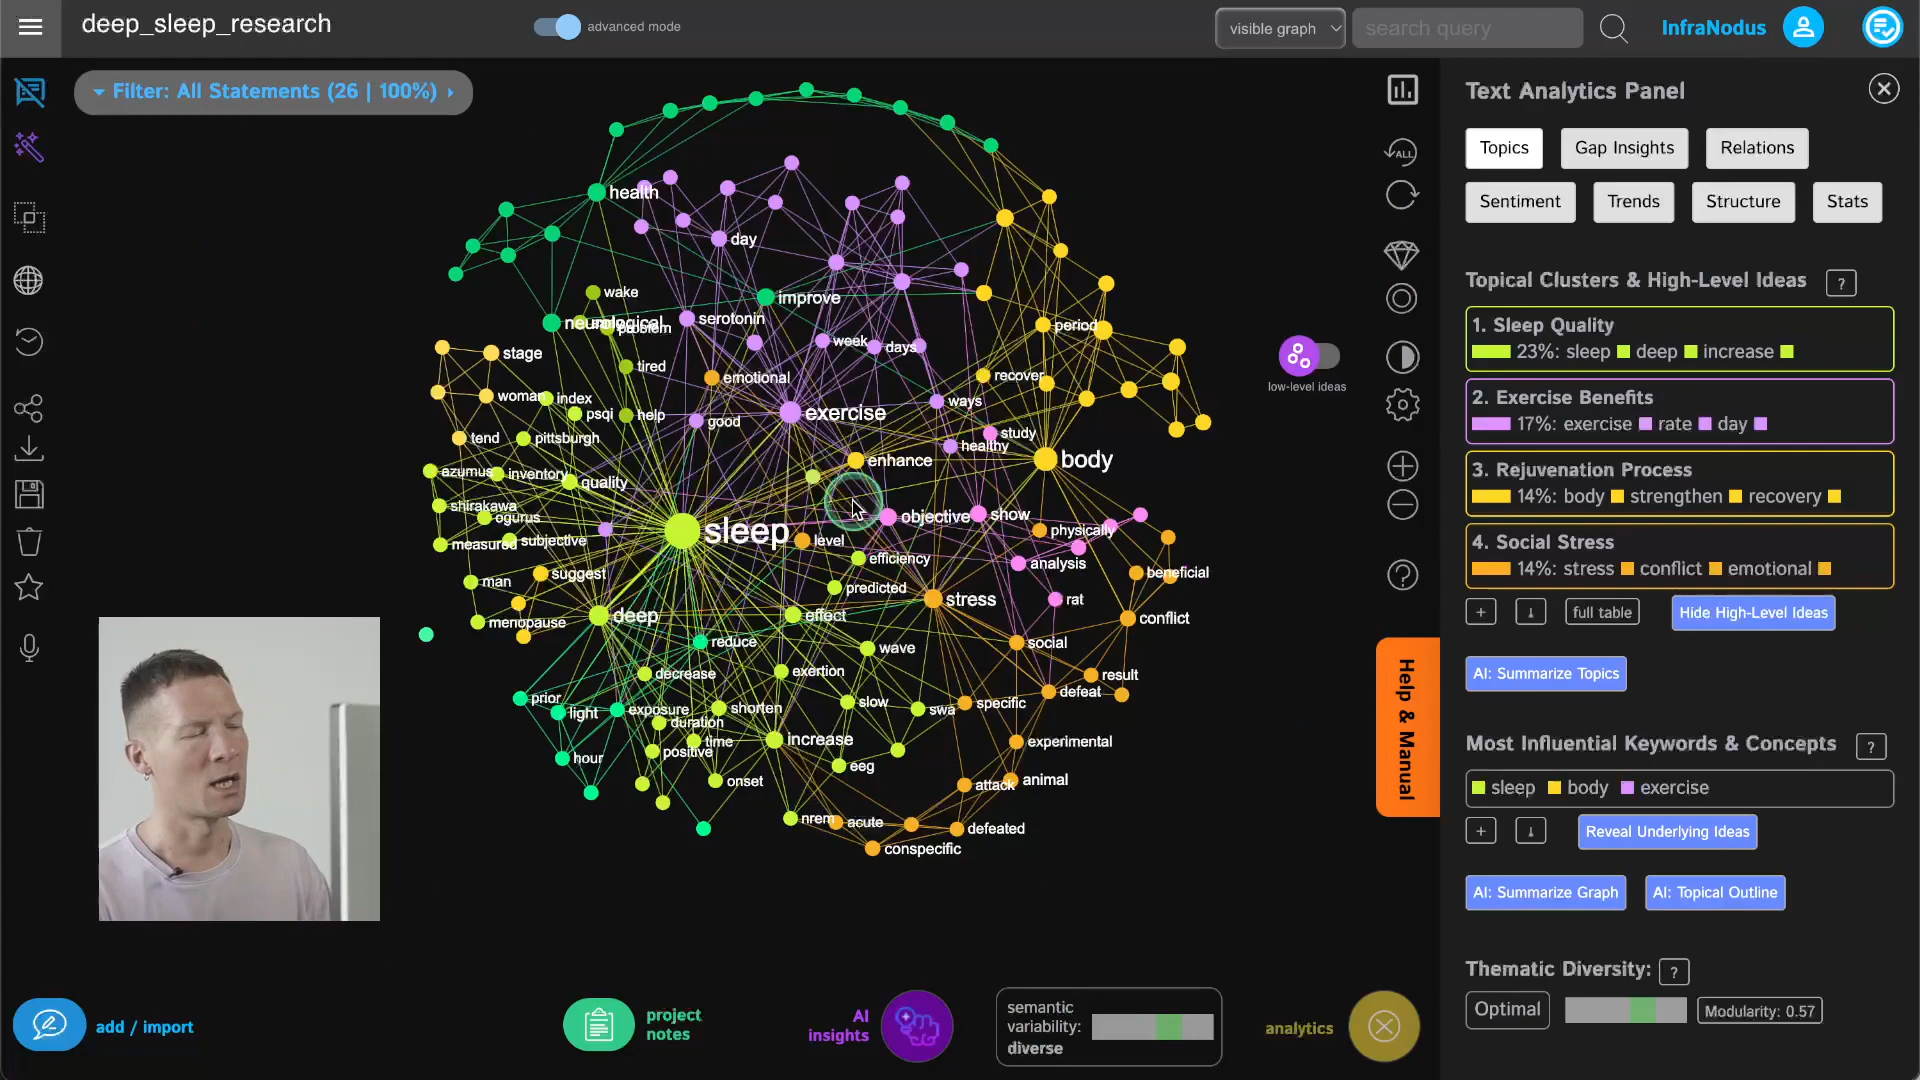 deep_sleep_research
advanced mode
visible graph
search query
InfraNodus
Filter: All Statements (26 | 100%)
ALL
health
day
improve
wake
serotonin
problem
week
days
period
stage
tired
emotional
recover
woman
index
exercise
ways
psqi
help
good
study
tend
pittsburgh
healthy
enhance
body
azumus
inventory
quality
shirakawa
ogurus
sleep
objective
show
physically
measured
subjective
level
efficiency
analysis
beneficial
man
suggest
predicted
stress
rat
menopause
deep
effect
conflict
reduce
wave
social
decrease
exertion
result
defeat
prior
light
exposure
shorten
slow
swa
specific
duration
time
positive
increase
experimental
hour
onset
eeg
attack
animal
nrem
acute
defeated
conspecific
low-level ideas
Help & Manual
Text Analytics Panel
Topics
Gap Insights
Relations
Sentiment
Trends
Structure
Stats
Topical Clusters & High-Level Ideas
?
1. Sleep Quality
23%: sleep deep increase
2. Exercise Benefits
17%: exercise rate day
3. Rejuvenation Process
14%: body strengthen recovery
4. Social Stress
14%: stress conflict emotional
+
full table
Hide High-Level Ideas
AI: Summarize Topics
Most Influential Keywords & Concepts
?
sleep body exercise
+
Reveal Underlying Ideas
AI: Summarize Graph
AI: Topical Outline
Thematic Diversity:
?
Optimal
Modularity: 0.57
add / import
project
notes
AI
insights
semantic
variability:
diverse
analytics